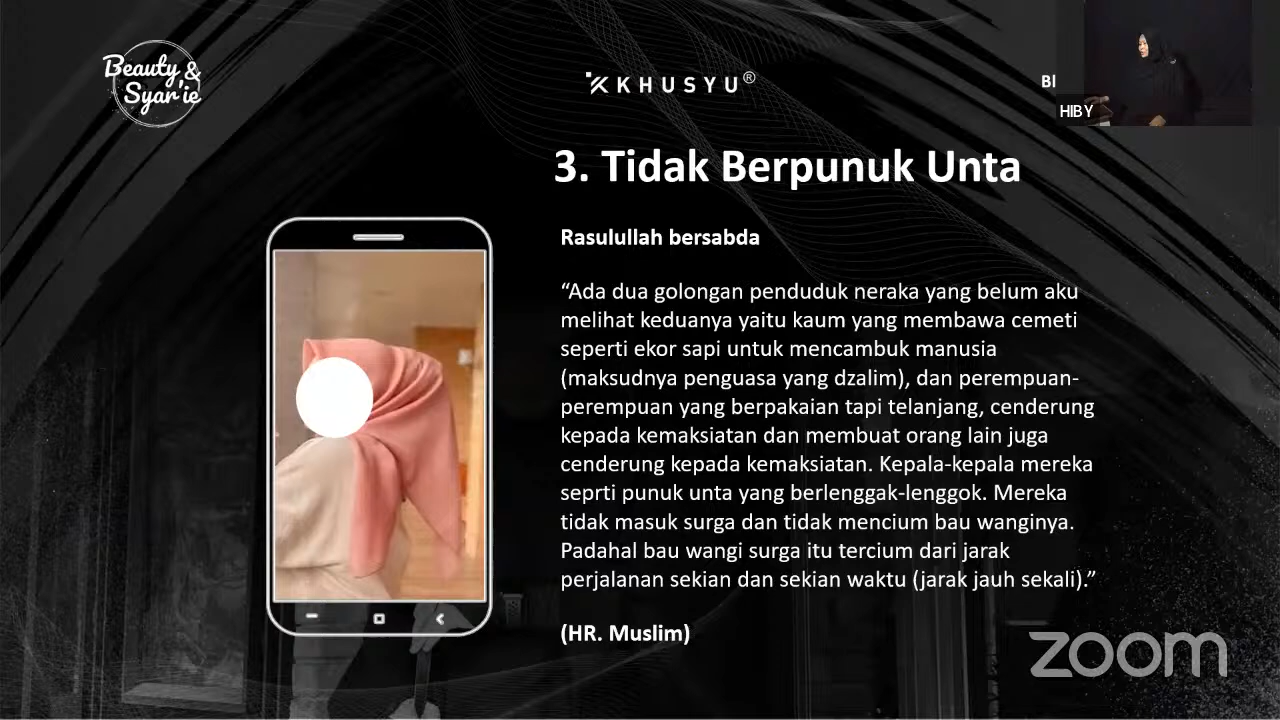 Beauty &
Syar'ie
KHUSYU®
BI
HIBY
3. Tidak Berpunuk Unta
Rasulullah bersabda
“Ada dua golongan penduduk neraka yang belum aku
melihat keduanya yaitu kaum yang membawa cemeti
seperti ekor sapi untuk mencambuk manusia
(maksudnya penguasa yang dzalim), dan perempuan-
perempuan yang berpakaian tapi telanjang, cenderung
kepada kemaksiatan dan membuat orang lain juga
cenderung kepada kemaksiatan. Kepala-kepala mereka
seprti punuk unta yang berlenggak-lenggok. Mereka
tidak masuk surga dan tidak mencium bau wanginya.
Padahal bau wangi surga itu tercium dari jarak
perjalanan sekian dan sekian waktu (jarak jauh sekali).”
(HR. Muslim)
zoom